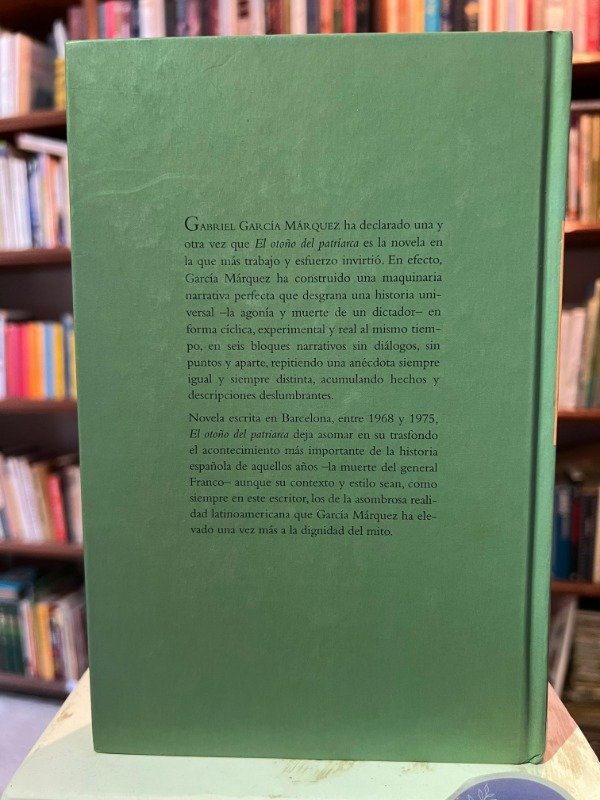 GABRIEL GARCÍA MÁRQUEZ ha declarado una y
otra vez que El otoño del patriarca es la novela en
la que más trabajo y esfuerzo invirtió. En efecto,
García Márquez ha construido una maquinaria
narrativa perfecta que desgrana una historia uni-
versal –la agonía y muerte de un dictador– en
forma cíclica, experimental y real al mismo tiem-
po, en seis bloques narrativos sin diálogos, sin
puntos y aparte, repitiendo una anécdota siempre
igual y siempre distinta, acumulando hechos y
descripciones deslumbrantes.
Novela escrita en Barcelona, entre 1968 y 1975,
El otoño del patriarca deja asomar en su trasfondo
el acontecimiento más importante de la historia
española de aquellos años –la muerte del general
Franco– aunque su contexto y estilo sean, como
siempre en este escritor, los de la asombrosa reali-
dad latinoamericana que García Márquez ha ele-
vado una vez más a la dignidad del mito.